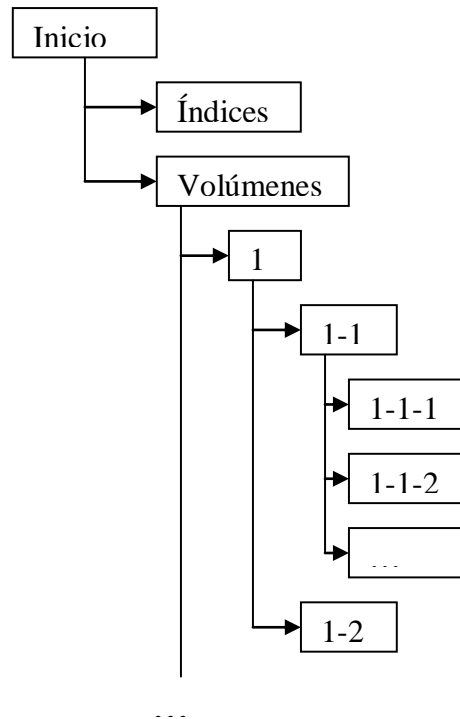 Inicio
Índices
Volúmenes
1
1-1
1-1-1
1-1-2
…
1-2
…